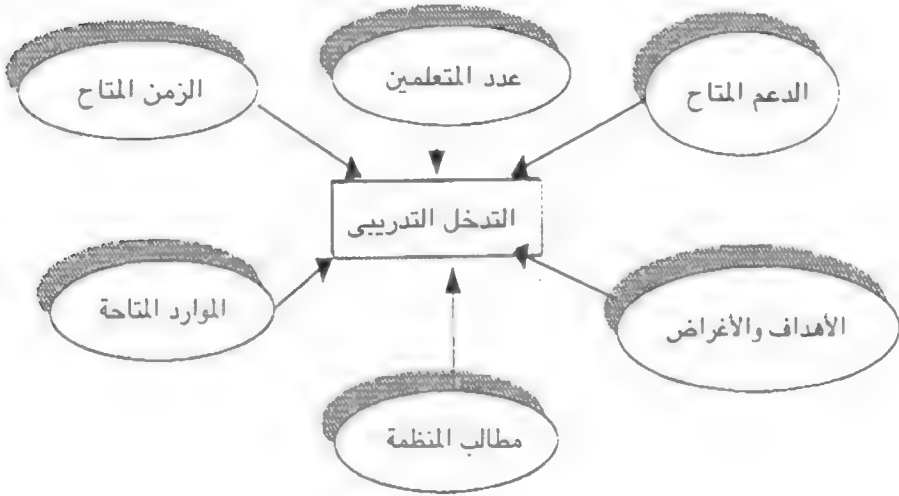 عدد المتعلمين
الدعم المتاح
الزمن المتاح
التدخل التدريبى
الموارد المتاحة
الأهداف والأغراض
مطالب المنظمة